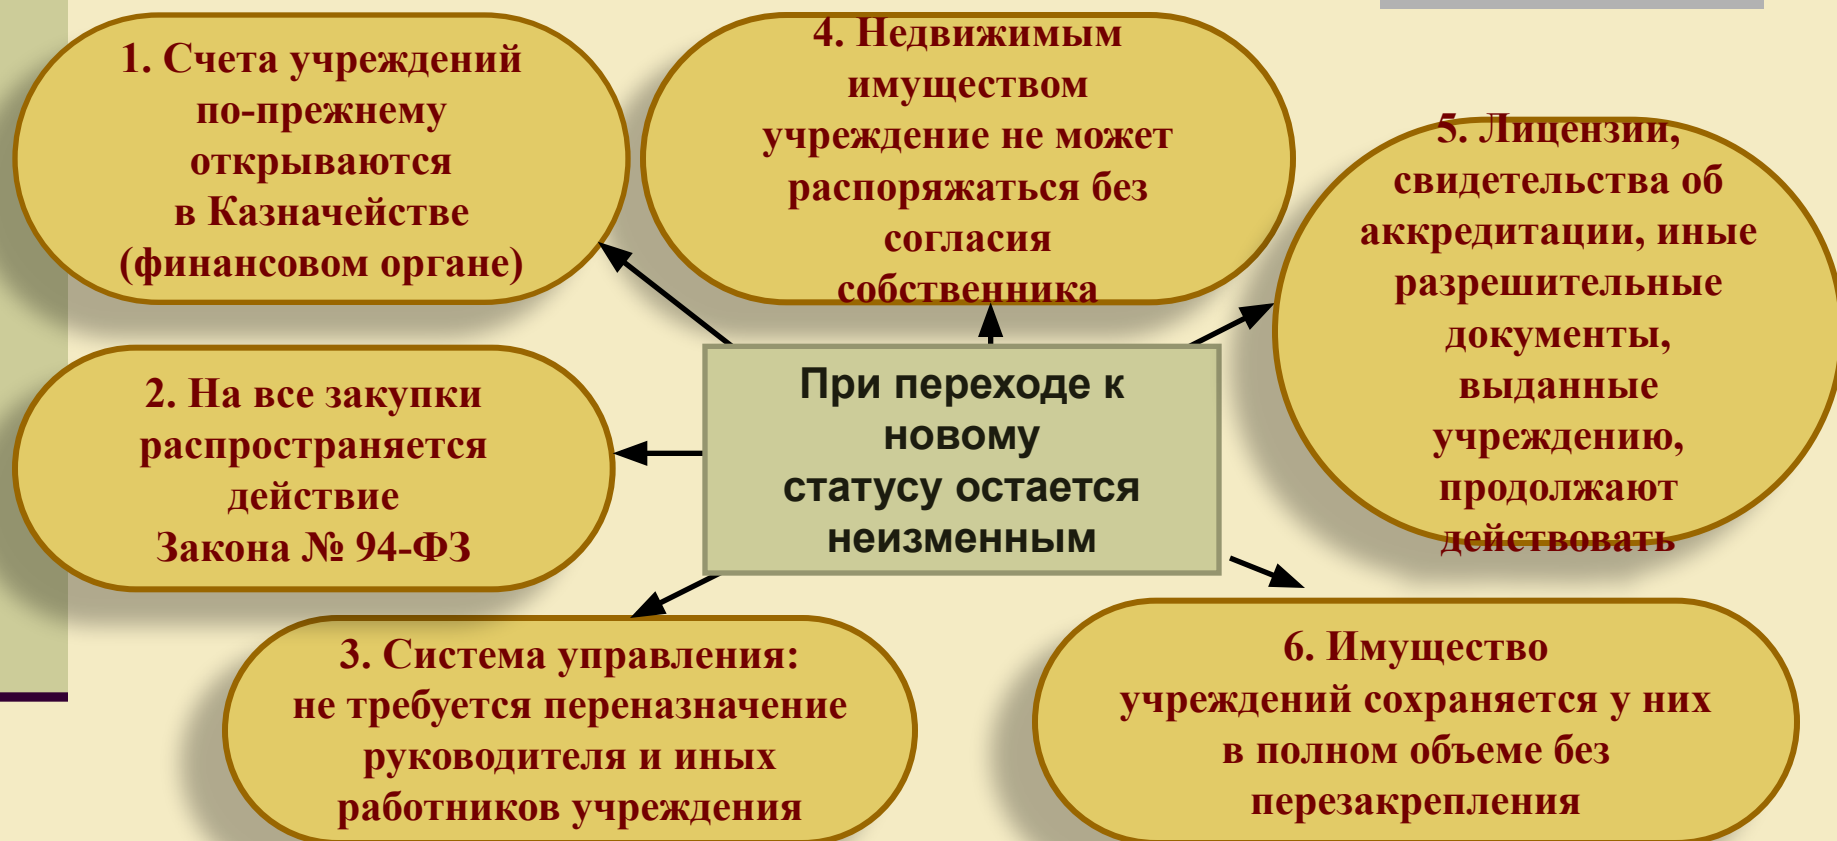 1. Счета учреждений
по-прежнему
открываются
в Казначействе
(финансовом органе)
2. На все закупки
распространяется
действие
Закона № 94-ФЗ
3. Система управления:
не требуется переназначение
руководителя и иных
работников учреждения
4. Недвижимым
имуществом
учреждение не может
распоряжаться без
согласия
собственника
5. Лицензии,
свидетельства об
аккредитации, иные
разрешительные
документы,
выданные
учреждению,
продолжают
действовать
6. Имущество
учреждений сохраняется у них
в полном объеме без
перезакрепления
При переходе к
новому
статусу остается
неизменным